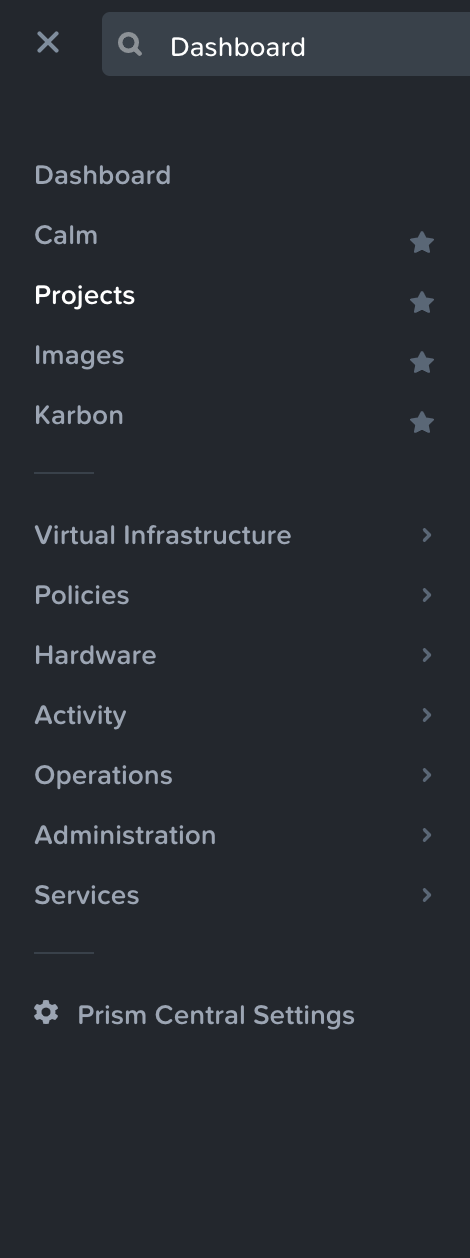 Dashboard
Dashboard
Calm
Projects
Images
Karbon
Virtual Infrastructure
Policies
Hardware
Activity
Operations
Administration
Services
Prism Central Settings